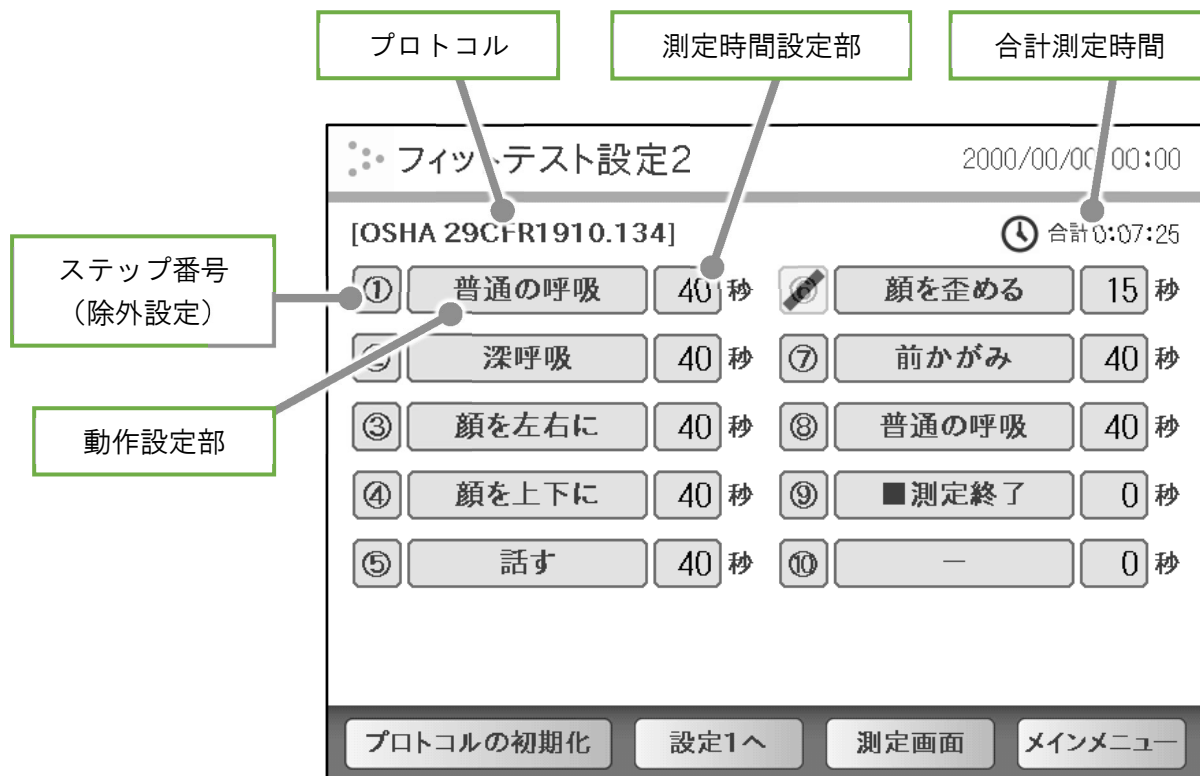 プロトコル
測定時間設定部
合計測定時間
フィットテスト設定2
2000/00/00 00:00
[OSHA 29CFR1910.134]
合計0:07:25
ステップ番号
（除外設定）
動作設定部
① 普通の呼吸 40 秒
⑥ 顔を歪める 15 秒
② 深呼吸 40 秒
⑦ 前かがみ 40 秒
③ 顔を左右に 40 秒
⑧ 普通の呼吸 40 秒
④ 顔を上下に 40 秒
⑨ ■測定終了 0 秒
⑤ 話す 40 秒
⑩ － 0 秒
プロトコルの初期化
設定1へ
測定画面
メインメニュー